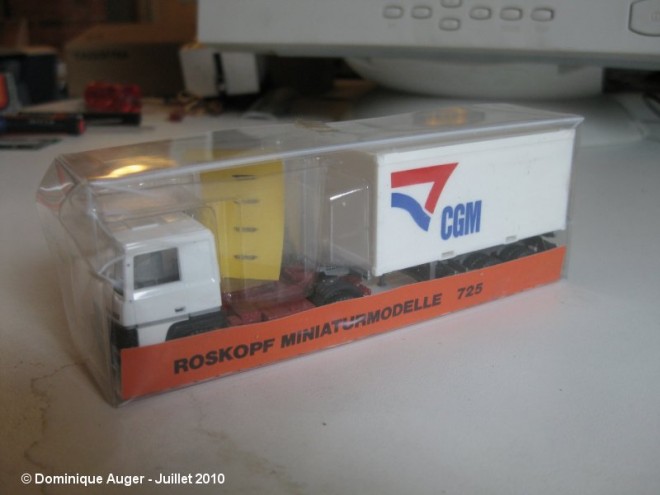 CGM
ROSKOPF MINIATURMODELLE 725
© Dominique Auger - Juillet 2010